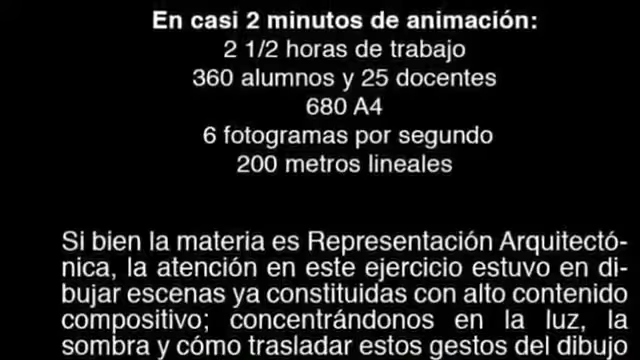 En casi 2 minutos de animación:
2 1/2 horas de trabajo
360 alumnos y 25 docentes
680 A4
6 fotogramas por segundo
200 metros lineales
Si bien la materia es Representación Arquitectó-
nica, la atención en este ejercicio estuvo en di-
bujar escenas ya constituidas con alto contenido
compositivo; concentrándonos en la luz, la
sombra y cómo trasladar estos gestos del dibujo